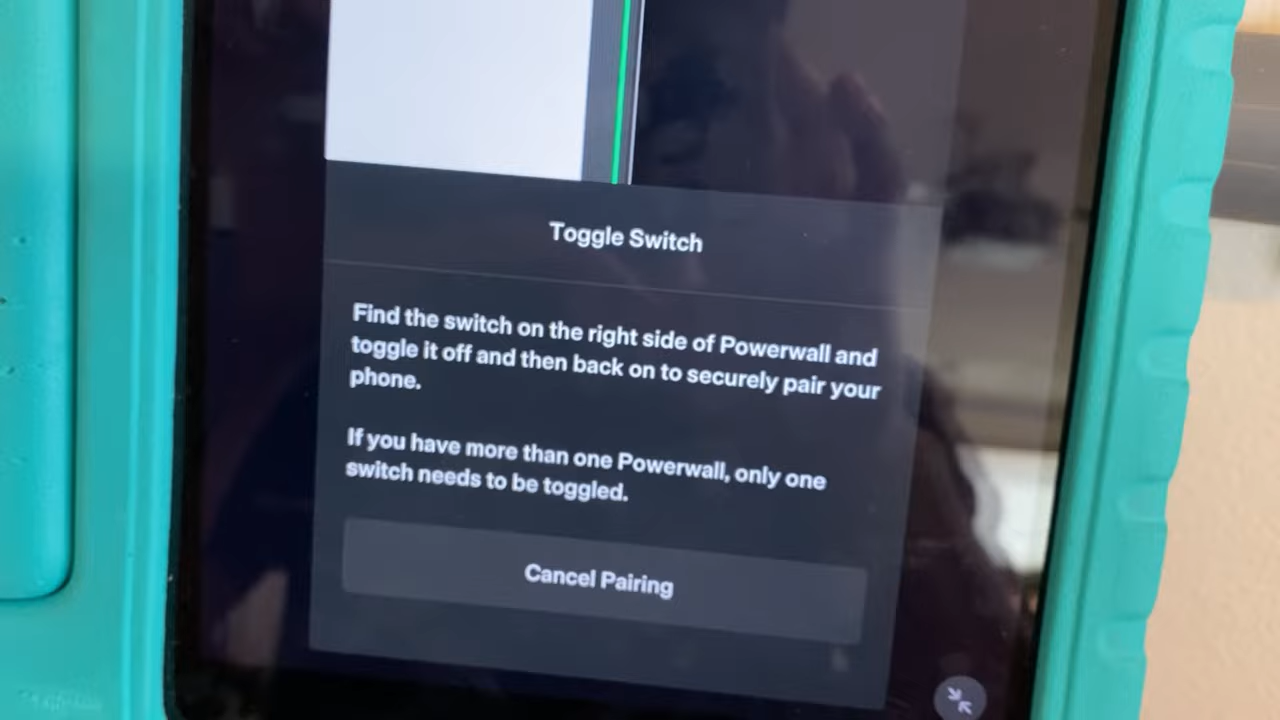 Toggle Switch
Find the switch on the right side of Powerwall and
toggle it off and then back on to securely pair your
phone.
If you have more than one Powerwall, only one
switch needs to be toggled.
Cancel Pairing